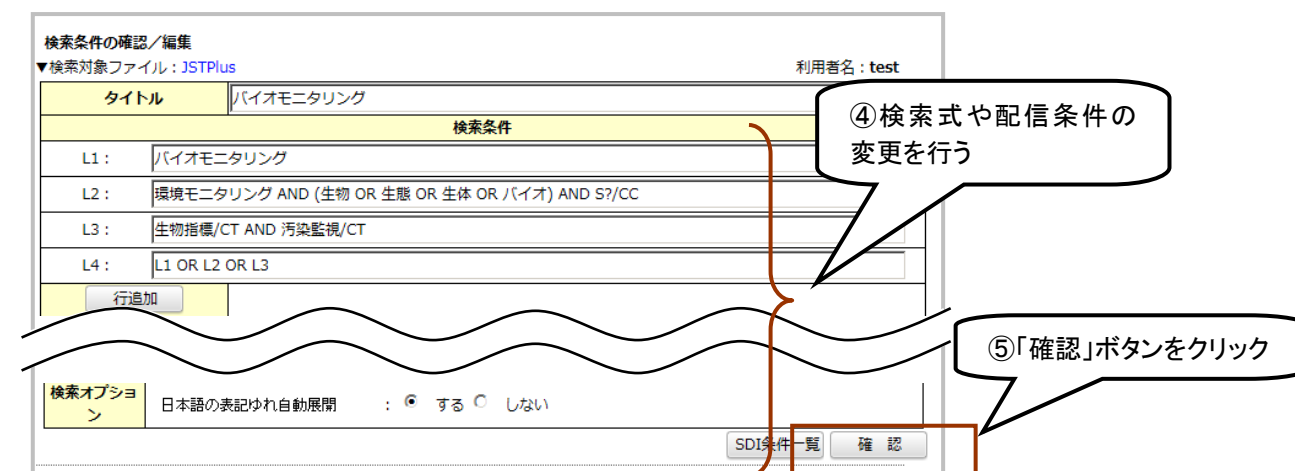 検索条件の確認／編集
▼検索対象ファイル：JSTPlus
利用者名：test
タイトル
バイオモニタリング
検索条件
L1：
バイオモニタリング
L2：
環境モニタリング AND (生物 OR 生態 OR 生体 OR バイオ) AND S?/CC
L3：
生物指標/CT AND 汚染監視/CT
L4：
L1 OR L2 OR L3
行追加
④検索式や配信条件の
変更を行う
⑤「確認」ボタンをクリック
検索オプショ
ン
日本語の表記ゆれ自動展開 ： する しない
SDI条件一覧
確 認